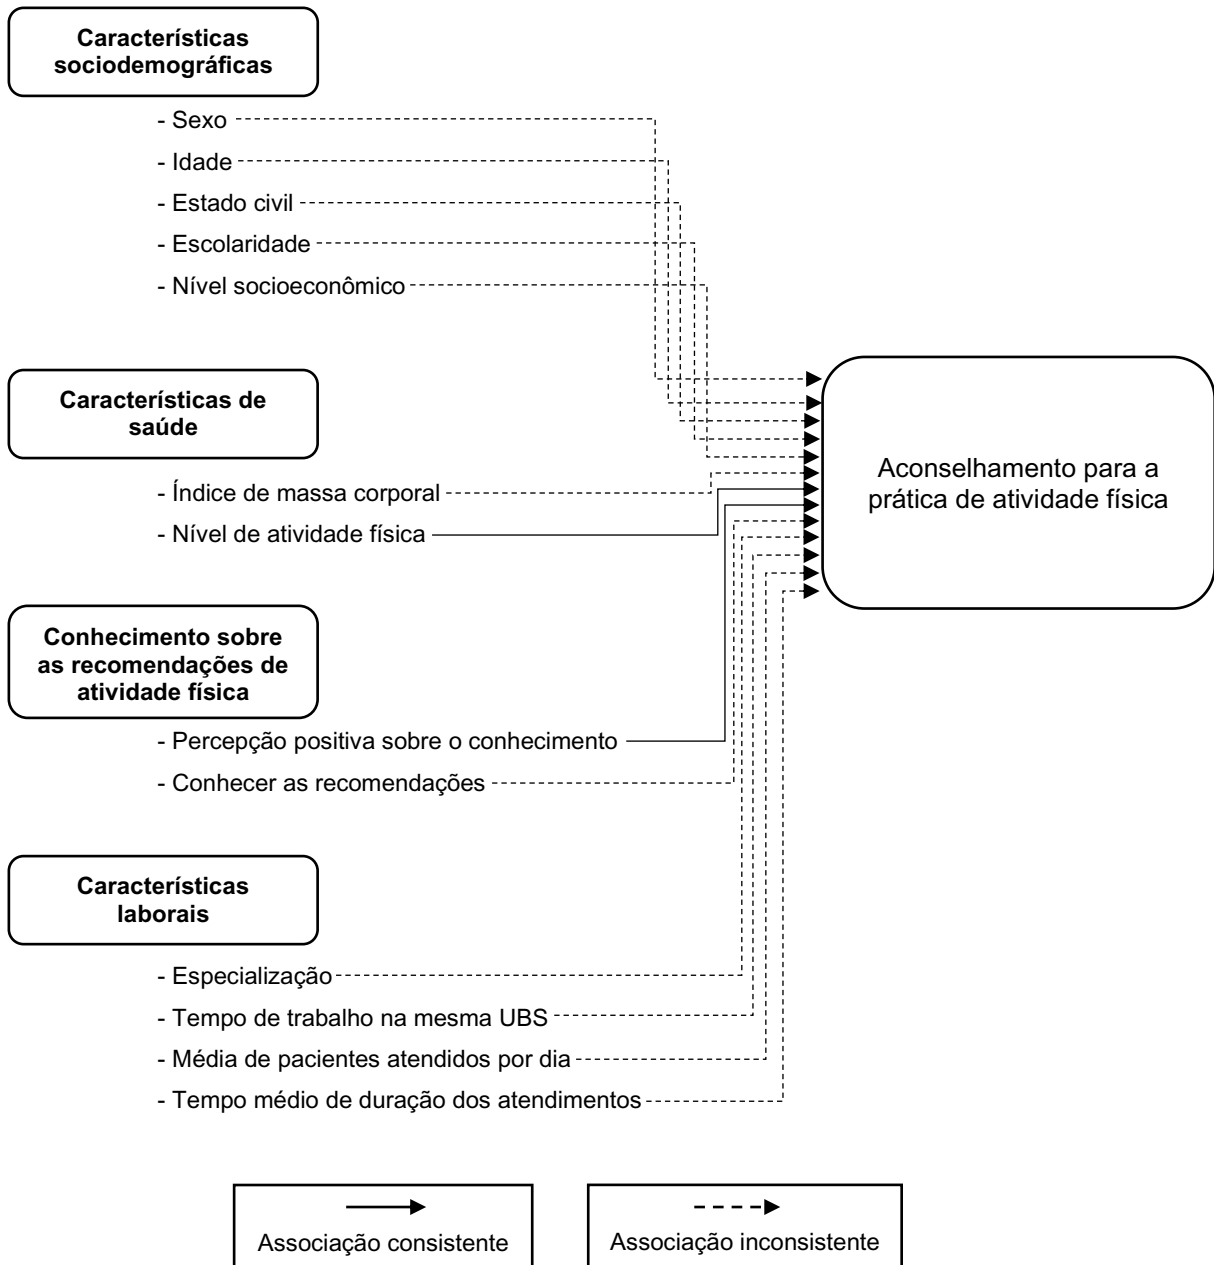 Características
sociodemográficas
- Sexo
- Idade
- Estado civil
- Escolaridade
- Nível socioeconômico
Características de
saúde
- Índice de massa corporal
- Nível de atividade física
Conhecimento sobre
as recomendações de
atividade física
- Percepção positiva sobre o conhecimento
- Conhecer as recomendações
Características
laborais
- Especialização
- Tempo de trabalho na mesma UBS
- Média de pacientes atendidos por dia
- Tempo médio de duração dos atendimentos
Aconselhamento para a
prática de atividade física
Associação consistente
Associação inconsistente